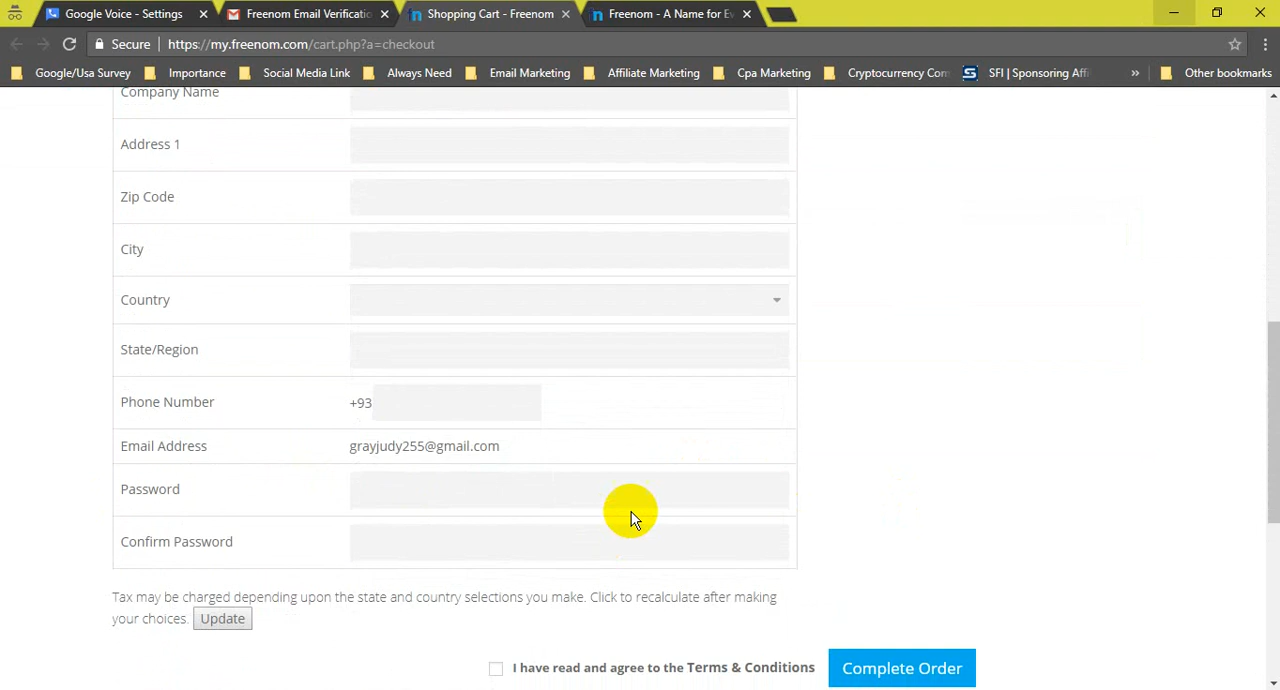 Google Voice - Settings
Freenom Email Verificati
Shopping Cart - Freenom
Freenom - A Name for Ev
Secure
https://my.freenom.com/cart.php?a=checkout
Google/Usa Survey
Importance
Social Media Link
Always Need
Email Marketing
Affiliate Marketing
Cpa Marketing
Cryptocurrency Com
SFI | Sponsoring Affi
» Other bookmarks
Company Name
Address 1
Zip Code
City
Country
State/Region
Phone Number +93
Email Address grayjudy255@gmail.com
Password
Confirm Password
Tax may be charged depending upon the state and country selections you make. Click to recalculate after making
your choices. Update
I have read and agree to the Terms & Conditions
Complete Order